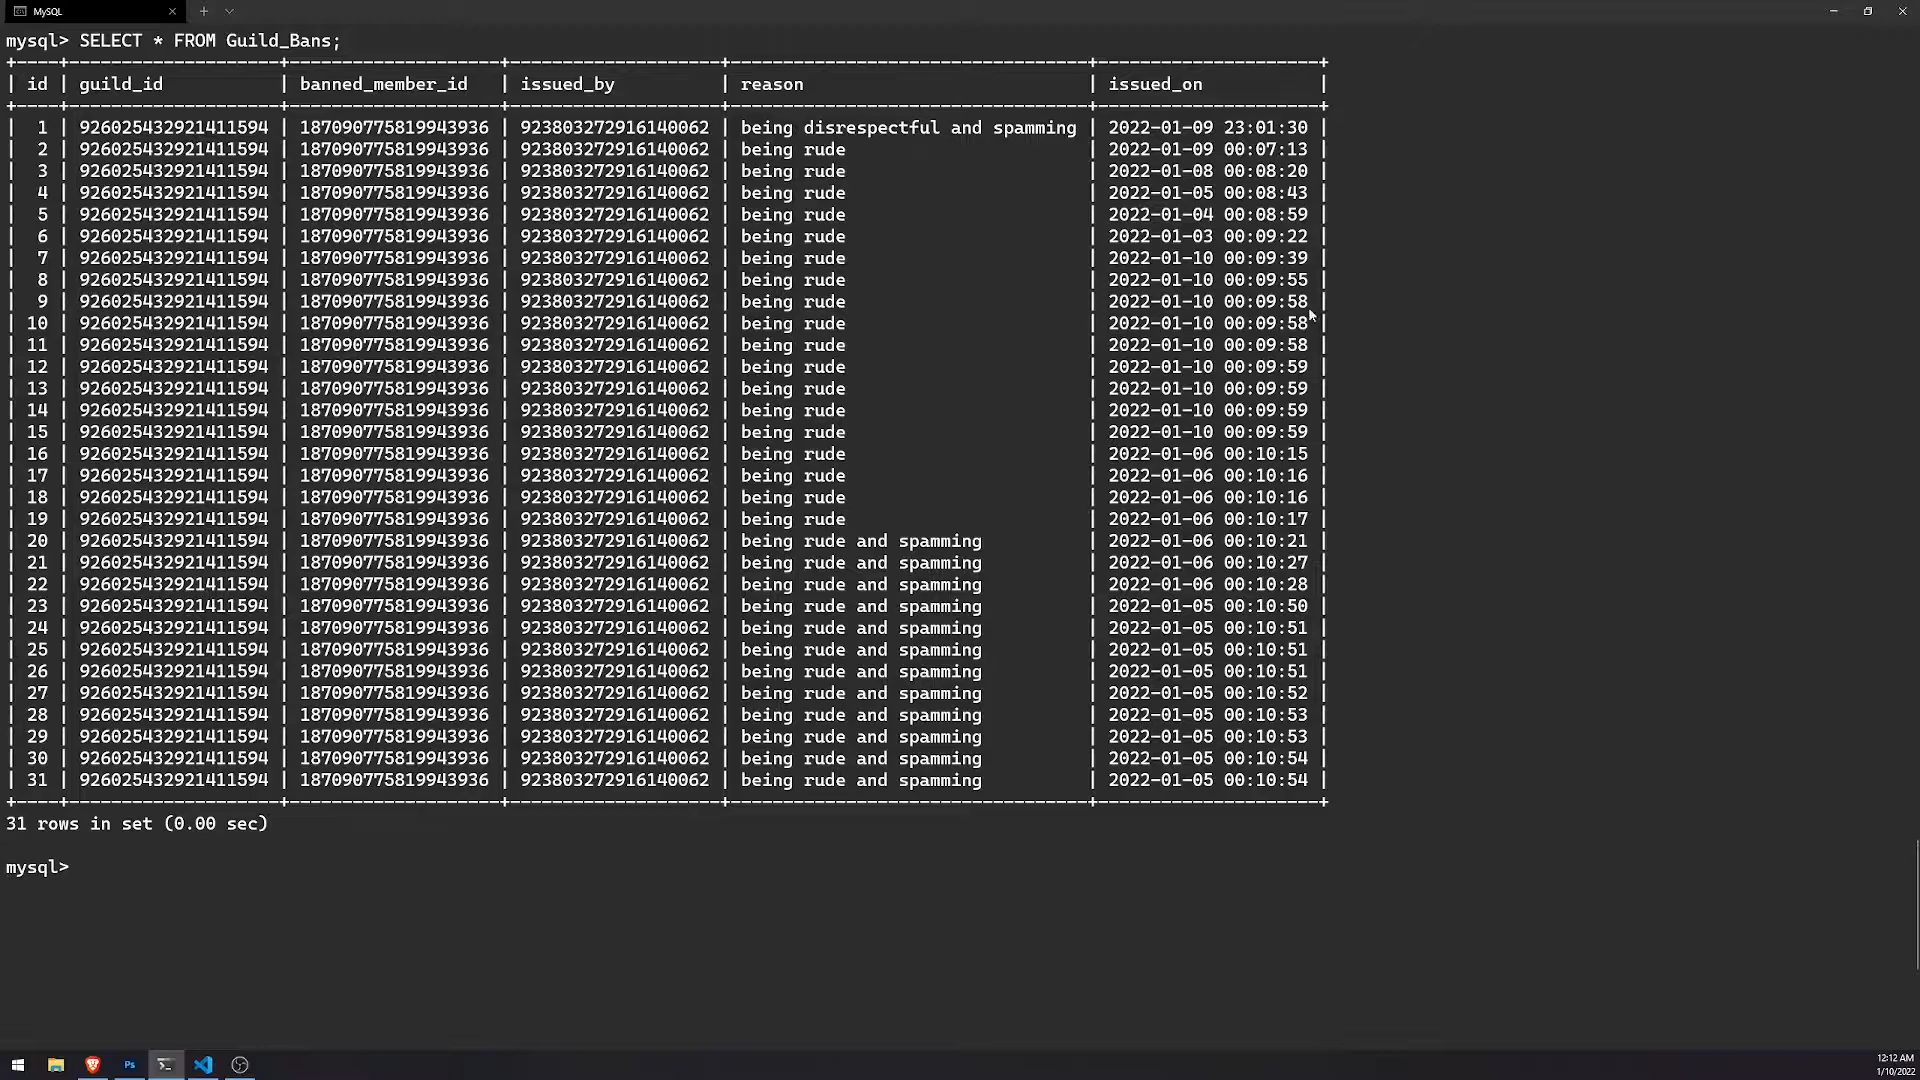 MySQL
mysql> SELECT * FROM Guild_Bans;
+----+--------------------+--------------------+--------------------+-----------------------------------+---------------------+
| id | guild_id | banned_member_id | issued_by | reason | issued_on |
+----+--------------------+--------------------+--------------------+-----------------------------------+---------------------+
| 1 | 926025432921411594 | 187090775819943936 | 923803272916140062 | being disrespectful and spamming | 2022-01-09 23:01:30 |
| 2 | 926025432921411594 | 187090775819943936 | 923803272916140062 | being rude | 2022-01-09 00:07:13 |
| 3 | 926025432921411594 | 187090775819943936 | 923803272916140062 | being rude | 2022-01-08 00:08:20 |
| 4 | 926025432921411594 | 187090775819943936 | 923803272916140062 | being rude | 2022-01-05 00:08:43 |
| 5 | 926025432921411594 | 187090775819943936 | 923803272916140062 | being rude | 2022-01-04 00:08:59 |
| 6 | 926025432921411594 | 187090775819943936 | 923803272916140062 | being rude | 2022-01-03 00:09:22 |
| 7 | 926025432921411594 | 187090775819943936 | 923803272916140062 | being rude | 2022-01-10 00:09:39 |
| 8 | 926025432921411594 | 187090775819943936 | 923803272916140062 | being rude | 2022-01-10 00:09:55 |
| 9 | 926025432921411594 | 187090775819943936 | 923803272916140062 | being rude | 2022-01-10 00:09:58 |
| 10 | 926025432921411594 | 187090775819943936 | 923803272916140062 | being rude | 2022-01-10 00:09:58 |
| 11 | 926025432921411594 | 187090775819943936 | 923803272916140062 | being rude | 2022-01-10 00:09:58 |
| 12 | 926025432921411594 | 187090775819943936 | 923803272916140062 | being rude | 2022-01-10 00:09:59 |
| 13 | 926025432921411594 | 187090775819943936 | 923803272916140062 | being rude | 2022-01-10 00:09:59 |
| 14 | 926025432921411594 | 187090775819943936 | 923803272916140062 | being rude | 2022-01-10 00:09:59 |
| 15 | 926025432921411594 | 187090775819943936 | 923803272916140062 | being rude | 2022-01-10 00:09:59 |
| 16 | 926025432921411594 | 187090775819943936 | 923803272916140062 | being rude | 2022-01-06 00:10:15 |
| 17 | 926025432921411594 | 187090775819943936 | 923803272916140062 | being rude | 2022-01-06 00:10:16 |
| 18 | 926025432921411594 | 187090775819943936 | 923803272916140062 | being rude | 2022-01-06 00:10:16 |
| 19 | 926025432921411594 | 187090775819943936 | 923803272916140062 | being rude | 2022-01-06 00:10:17 |
| 20 | 926025432921411594 | 187090775819943936 | 923803272916140062 | being rude and spamming | 2022-01-06 00:10:21 |
| 21 | 926025432921411594 | 187090775819943936 | 923803272916140062 | being rude and spamming | 2022-01-06 00:10:27 |
| 22 | 926025432921411594 | 187090775819943936 | 923803272916140062 | being rude and spamming | 2022-01-06 00:10:28 |
| 23 | 926025432921411594 | 187090775819943936 | 923803272916140062 | being rude and spamming | 2022-01-05 00:10:50 |
| 24 | 926025432921411594 | 187090775819943936 | 923803272916140062 | being rude and spamming | 2022-01-05 00:10:51 |
| 25 | 926025432921411594 | 187090775819943936 | 923803272916140062 | being rude and spamming | 2022-01-05 00:10:51 |
| 26 | 926025432921411594 | 187090775819943936 | 923803272916140062 | being rude and spamming | 2022-01-05 00:10:51 |
| 27 | 926025432921411594 | 187090775819943936 | 923803272916140062 | being rude and spamming | 2022-01-05 00:10:52 |
| 28 | 926025432921411594 | 187090775819943936 | 923803272916140062 | being rude and spamming | 2022-01-05 00:10:53 |
| 29 | 926025432921411594 | 187090775819943936 | 923803272916140062 | being rude and spamming | 2022-01-05 00:10:53 |
| 30 | 926025432921411594 | 187090775819943936 | 923803272916140062 | being rude and spamming | 2022-01-05 00:10:54 |
| 31 | 926025432921411594 | 187090775819943936 | 923803272916140062 | being rude and spamming | 2022-01-05 00:10:54 |
+----+--------------------+--------------------+--------------------+-----------------------------------+---------------------+
31 rows in set (0.00 sec)
mysql>
Ps
12:12 AM
1/10/2022